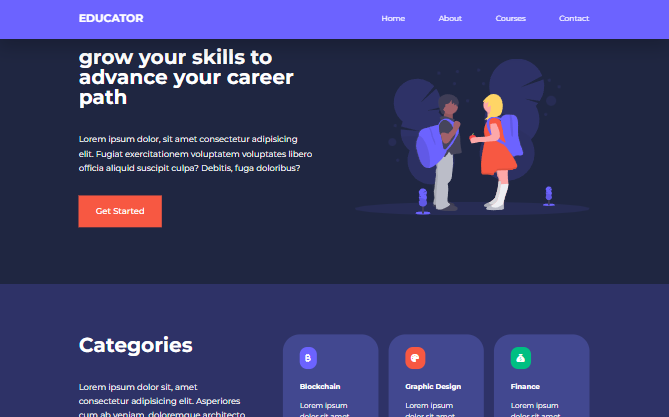 EDUCATOR
Home About Courses Contact
grow your skills to
advance your career
path
Lorem ipsum dolor, sit amet consectetur adipisicing
elit. Fugiat exercitationem voluptatem voluptates libero
officia aliquid suscipit culpa? Debitis, fuga doloribus?
Get Started
Categories
Lorem ipsum dolor sit, amet
consectetur adipisicing elit. Asperiores
cum ab veniam, doloremque architecto
Blockchain
Lorem ipsum
dolor sit amet
Graphic Design
Lorem ipsum
dolor sit amet
Finance
Lorem ipsum
dolor sit amet